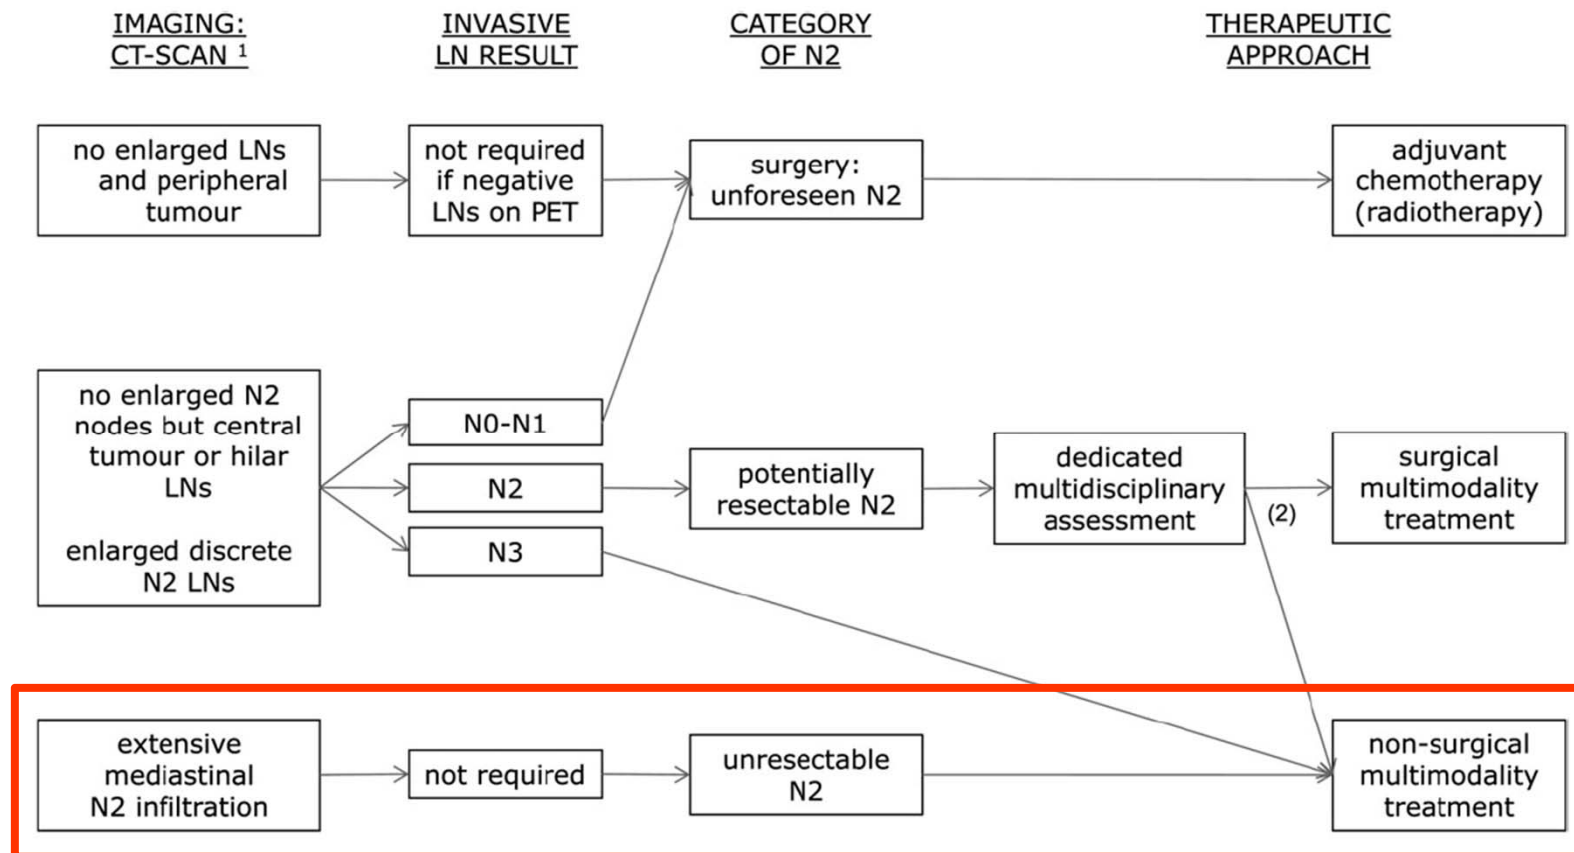 IMAGING:
CT-SCAN 1
INVASIVE
LN RESULT
CATEGORY
OF N2
THERAPEUTIC
APPROACH
no enlarged LNs
and peripheral
tumour
not required
if negative
LNs on PET
surgery:
unforeseen N2
adjuvant
chemotherapy
(radiotherapy)
no enlarged N2
nodes but central
tumour or hilar
LNs
enlarged discrete
N2 LNs
N0-N1
N2
N3
potentially
resectable N2
dedicated
multidisciplinary
assessment
(2)
surgical
multimodality
treatment
extensive
mediastinal
N2 infiltration
not required
unresectable
N2
non-surgical
multimodality
treatment